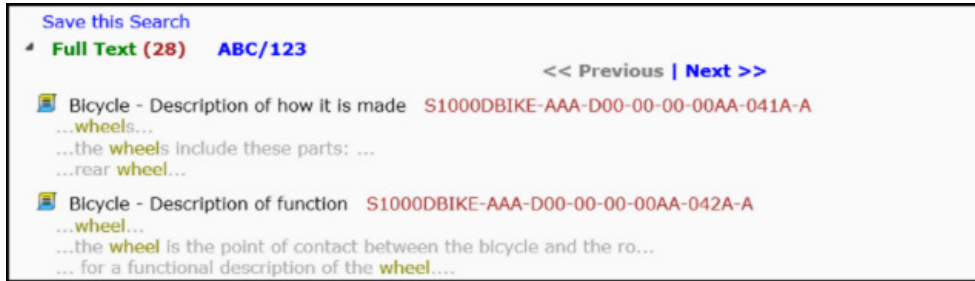 Save this Search
Full Text (28) ABC/123
<< Previous | Next >>
Bicycle - Description of how it is made S1000DBIKE-AAA-D00-00-00-00AA-041A-A
...wheels...
...the wheels include these parts: ...
...rear wheel...
Bicycle - Description of function S1000DBIKE-AAA-D00-00-00-00AA-042A-A
...wheel...
...the wheel is the point of contact between the bicycle and the ro...
... for a functional description of the wheel....